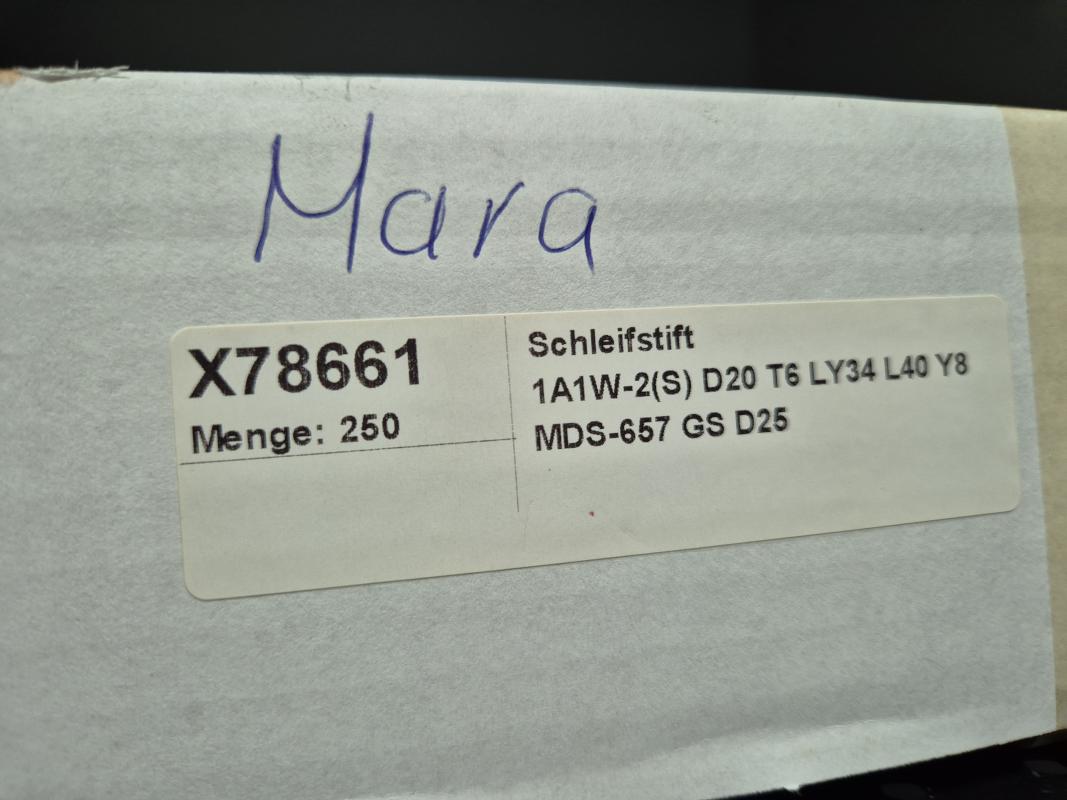 Mara
X78661
Menge: 250
Schleifstift
1A1W-2(S) D20 T6 LY34 L40 Y8
MDS-657 GS D25